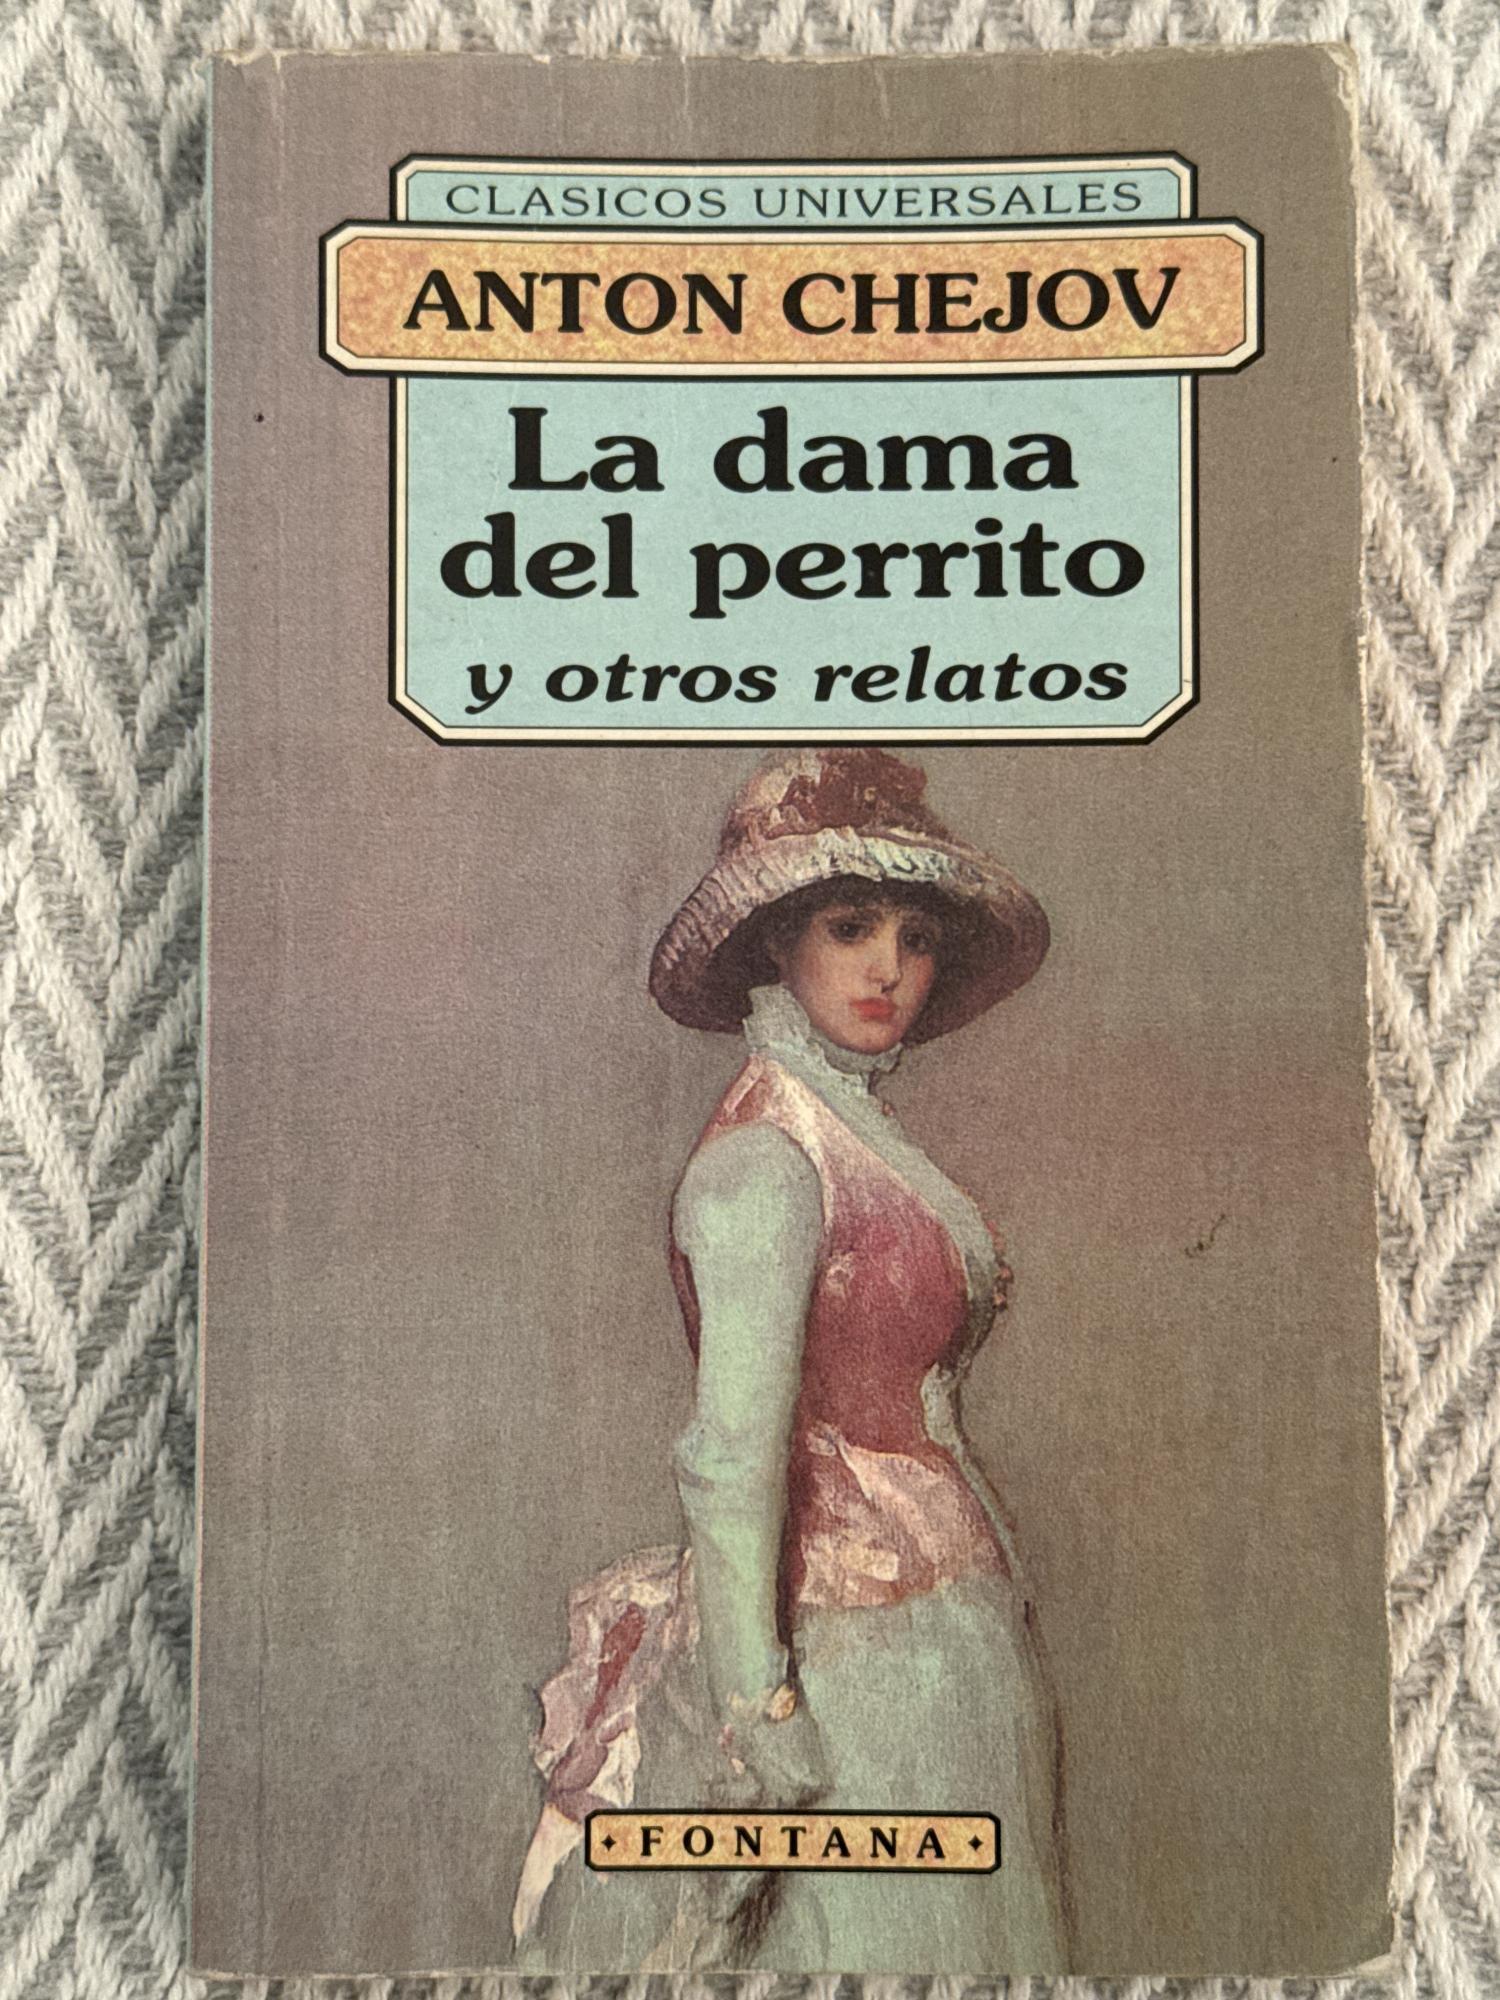 CLASICOS UNIVERSALES
ANTON CHEJOV
La dama
del perrito
y otros relatos
FONTANA